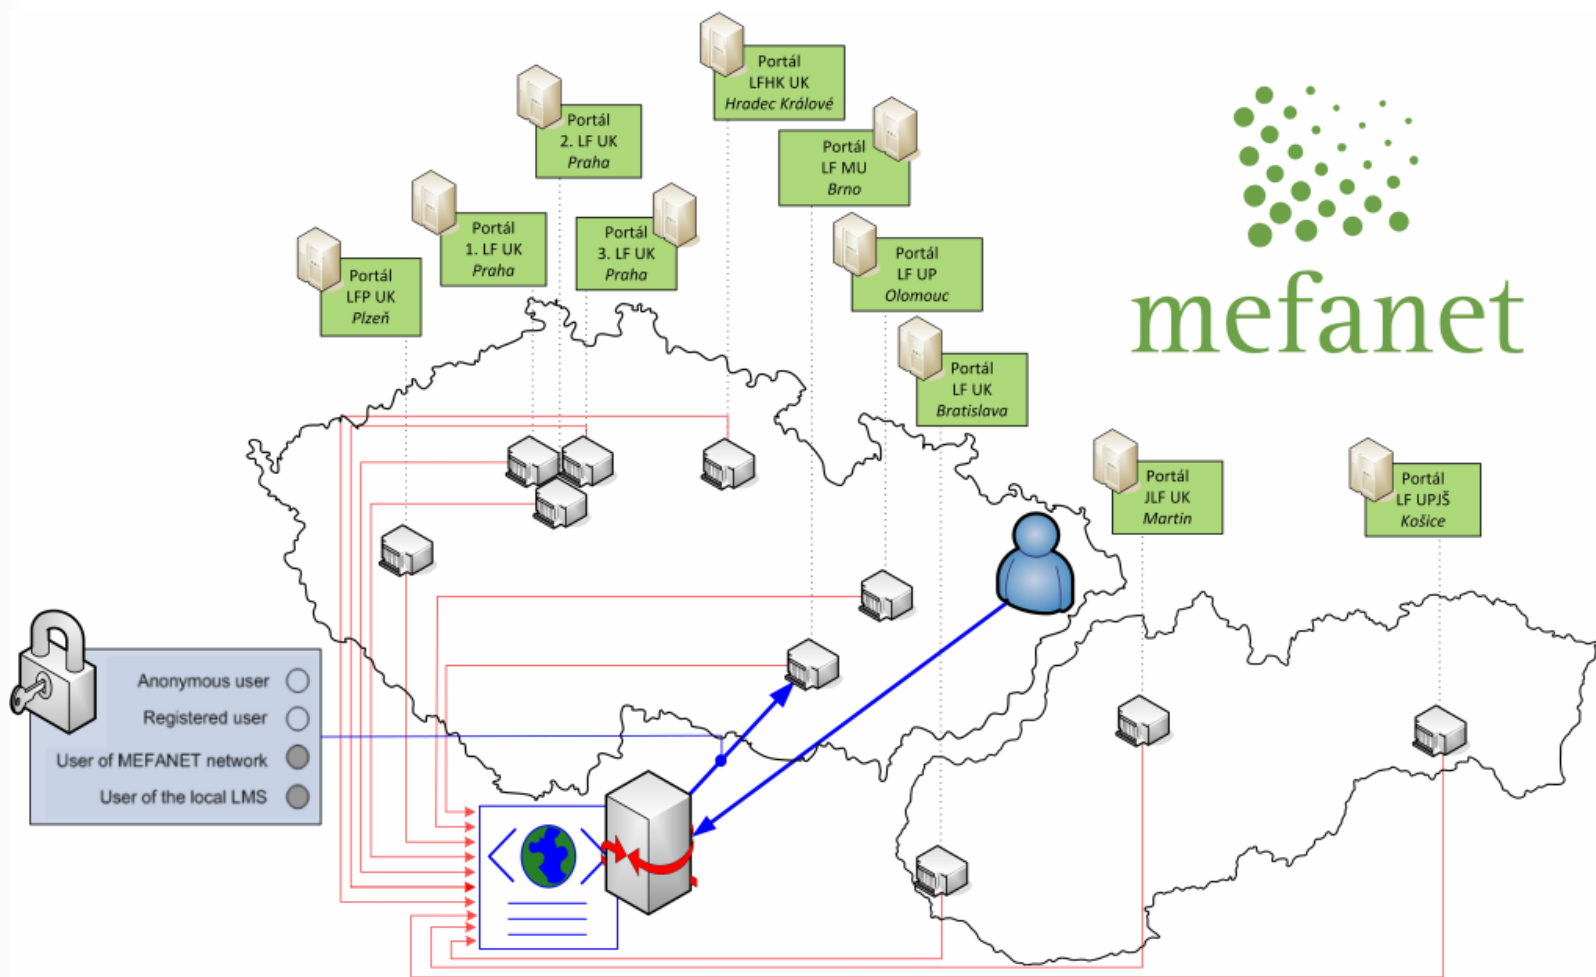 Portál
LFHK UK
Hradec Králové
Portál
2. LF UK
Praha
Portál
LF MU
Brno
Portál
1. LF UK
Praha
Portál
3. LF UK
Praha
Portál
LFP UK
Plzeň
Portál
LF UP
Olomouc
mefanet
Portál
LF UK
Bratislava
Portál
JLF UK
Martin
Portál
LF UPJŠ
Košice
Anonymous user
Registered user
User of MEFANET network
User of the local LMS